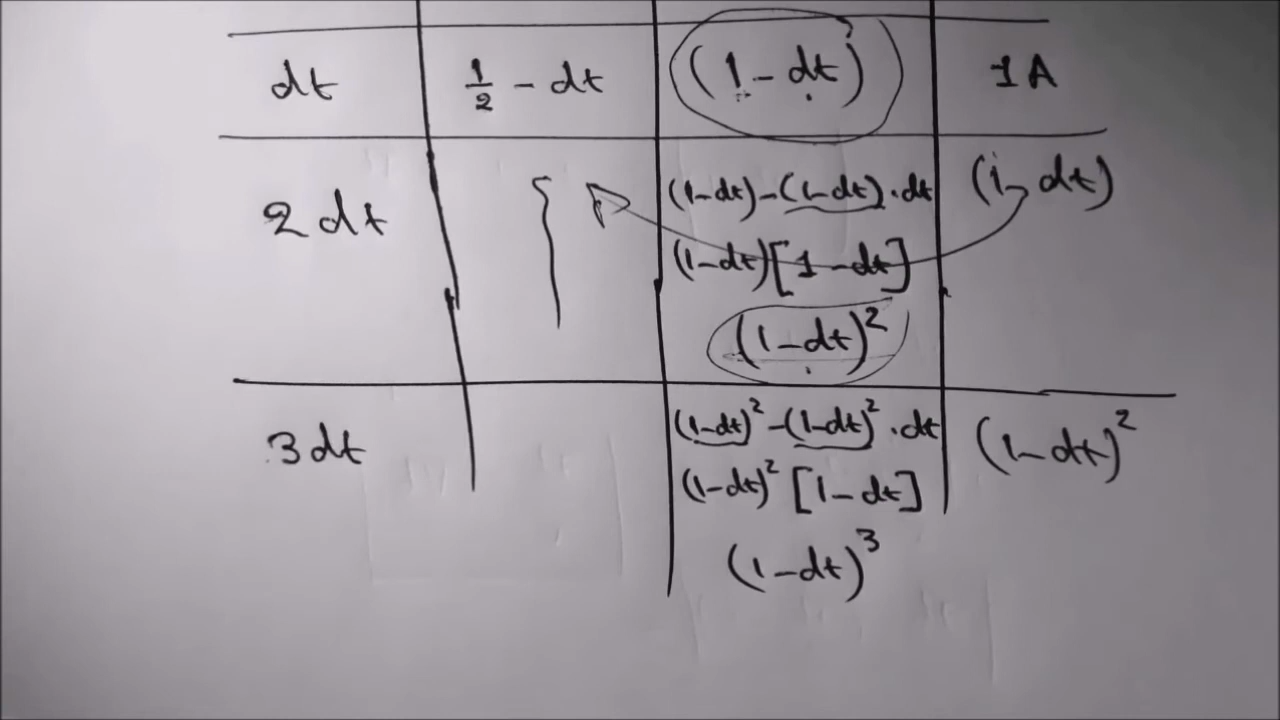 dt 1/2 - dt (1 - dt) 1A
2dt (1-dt)-(1-dt).dt (1-dt)
(1-dt)[1-dt]
(1-dt)²
3dt (1-dt)²-(1-dt)².dt (1-dt)²
(1-dt)²[1-dt]
(1-dt)³